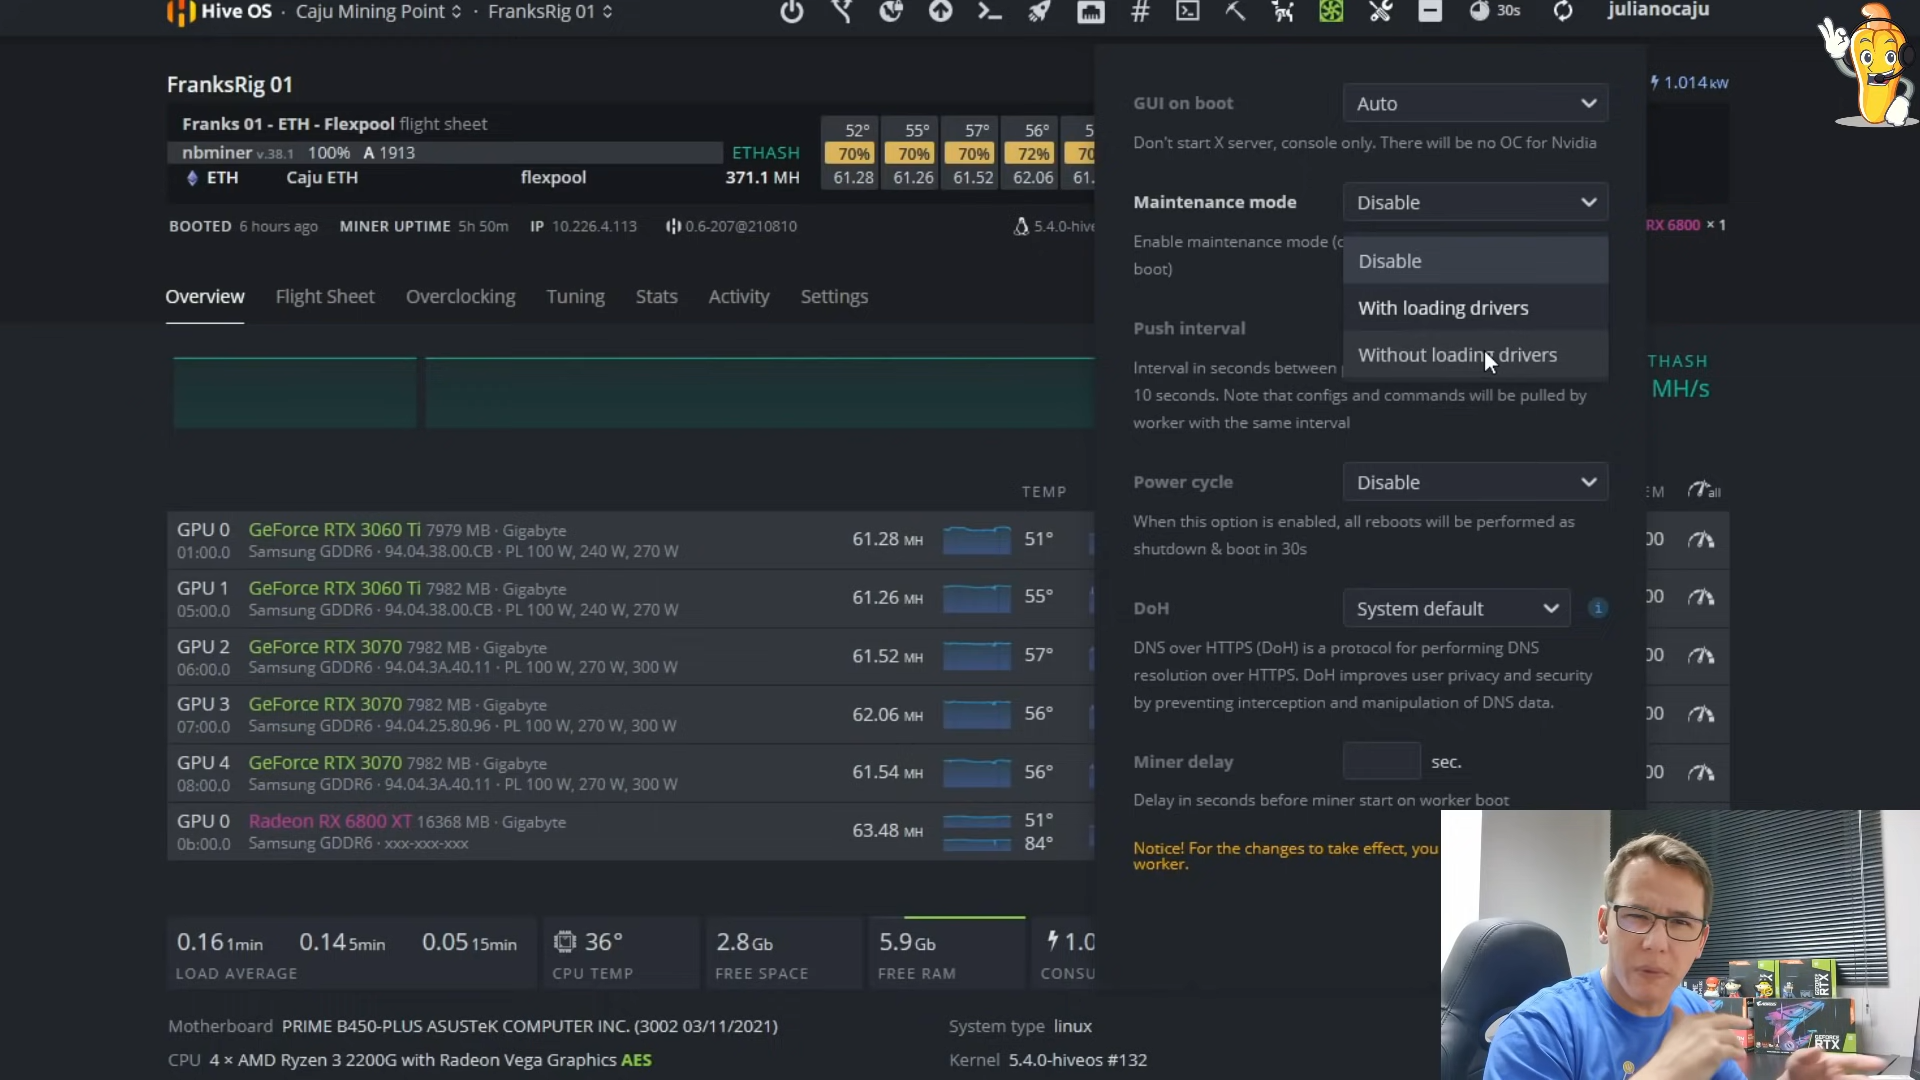 Hive OS · Caju Mining Point · FranksRig 01
30s
julianocaju
FranksRig 01
1.014 kW
Franks 01 - ETH - Flexpool flight sheet
nbminer v.38.1 100% A 1913 ETHASH
ETH Caju ETH flexpool 371.1 MH
52° 55° 57° 56° 5
70% 70% 70% 72% 70
61.28 61.26 61.52 62.06 61.
BOOTED 6 hours ago MINER UPTIME 5h 50m IP 10.226.4.113 0.6-207@210810 5.4.0-hive
RX 6800 × 1
Overview Flight Sheet Overclocking Tuning Stats Activity Settings
GUI on boot Auto
Don't start X server, console only. There will be no OC for Nvidia
Maintenance mode Disable
Enable maintenance mode (
boot)
Disable
With loading drivers
Without loading drivers
Push interval
Interval in seconds between
10 seconds. Note that configs and commands will be pulled by
worker with the same interval
THASH
MH/s
Power cycle Disable
When this option is enabled, all reboots will be performed as
shutdown & boot in 30s
DoH System default
DNS over HTTPS (DoH) is a protocol for performing DNS
resolution over HTTPS. DoH improves user privacy and security
by preventing interception and manipulation of DNS data.
Miner delay sec.
Delay in seconds before miner start on worker boot
Notice! For the changes to take effect, you
worker.
TEMP
EM all
GPU 0 GeForce RTX 3060 Ti 7979 MB · Gigabyte
01:00.0 Samsung GDDR6 · 94.04.38.00.CB · PL 100 W, 240 W, 270 W
61.28 MH 51° 00
GPU 1 GeForce RTX 3060 Ti 7982 MB · Gigabyte
05:00.0 Samsung GDDR6 · 94.04.38.00.CB · PL 100 W, 240 W, 270 W
61.26 MH 55° 00
GPU 2 GeForce RTX 3070 7982 MB · Gigabyte
06:00.0 Samsung GDDR6 · 94.04.3A.40.11 · PL 100 W, 270 W, 300 W
61.52 MH 57° 00
GPU 3 GeForce RTX 3070 7982 MB · Gigabyte
07:00.0 Samsung GDDR6 · 94.04.25.80.96 · PL 100 W, 270 W, 300 W
62.06 MH 56° 00
GPU 4 GeForce RTX 3070 7982 MB · Gigabyte
08:00.0 Samsung GDDR6 · 94.04.3A.40.11 · PL 100 W, 270 W, 300 W
61.54 MH 56° 00
GPU 0 Radeon RX 6800 XT 16368 MB · Gigabyte
0b:00.0 Samsung GDDR6 · xxx-xxx-xxx
63.48 MH 51°
84°
0.16 1min 0.14 5min 0.05 15min 36° 2.8 Gb 5.9 Gb 1.0
LOAD AVERAGE CPU TEMP FREE SPACE FREE RAM CONSU
Motherboard PRIME B450-PLUS ASUSTeK COMPUTER INC. (3002 03/11/2021)
System type linux
CPU 4 × AMD Ryzen 3 2200G with Radeon Vega Graphics AES
Kernel 5.4.0-hiveos #132
RTX